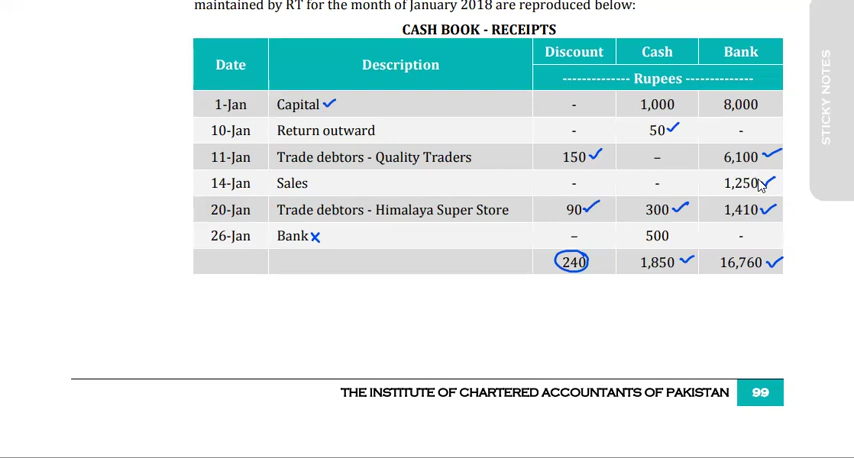 maintained by RT for the month of January 2018 are reproduced below:
CASH BOOK - RECEIPTS
Date Description Discount Cash Bank
-------------- Rupees --------------
1-Jan Capital - 1,000 8,000
10-Jan Return outward - 50 -
11-Jan Trade debtors - Quality Traders 150 – 6,100
14-Jan Sales - - 1,250
20-Jan Trade debtors - Himalaya Super Store 90 300 1,410
26-Jan Bank – 500 -
240 1,850 16,760
THE INSTITUTE OF CHARTERED ACCOUNTANTS OF PAKISTAN 99
STICKY NOTES